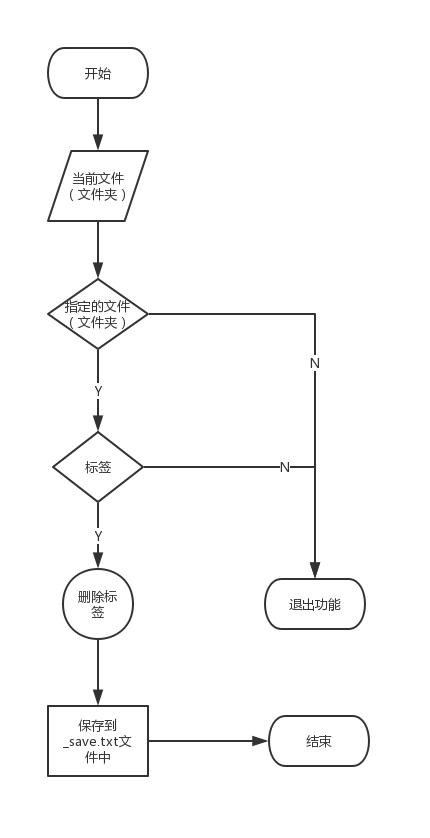 开始
当前文件
（文件夹）
指定的文件
（文件夹）
N
Y
标签
N
Y
删除标
签
退出功能
保存到
_save.txt文
件中
结束